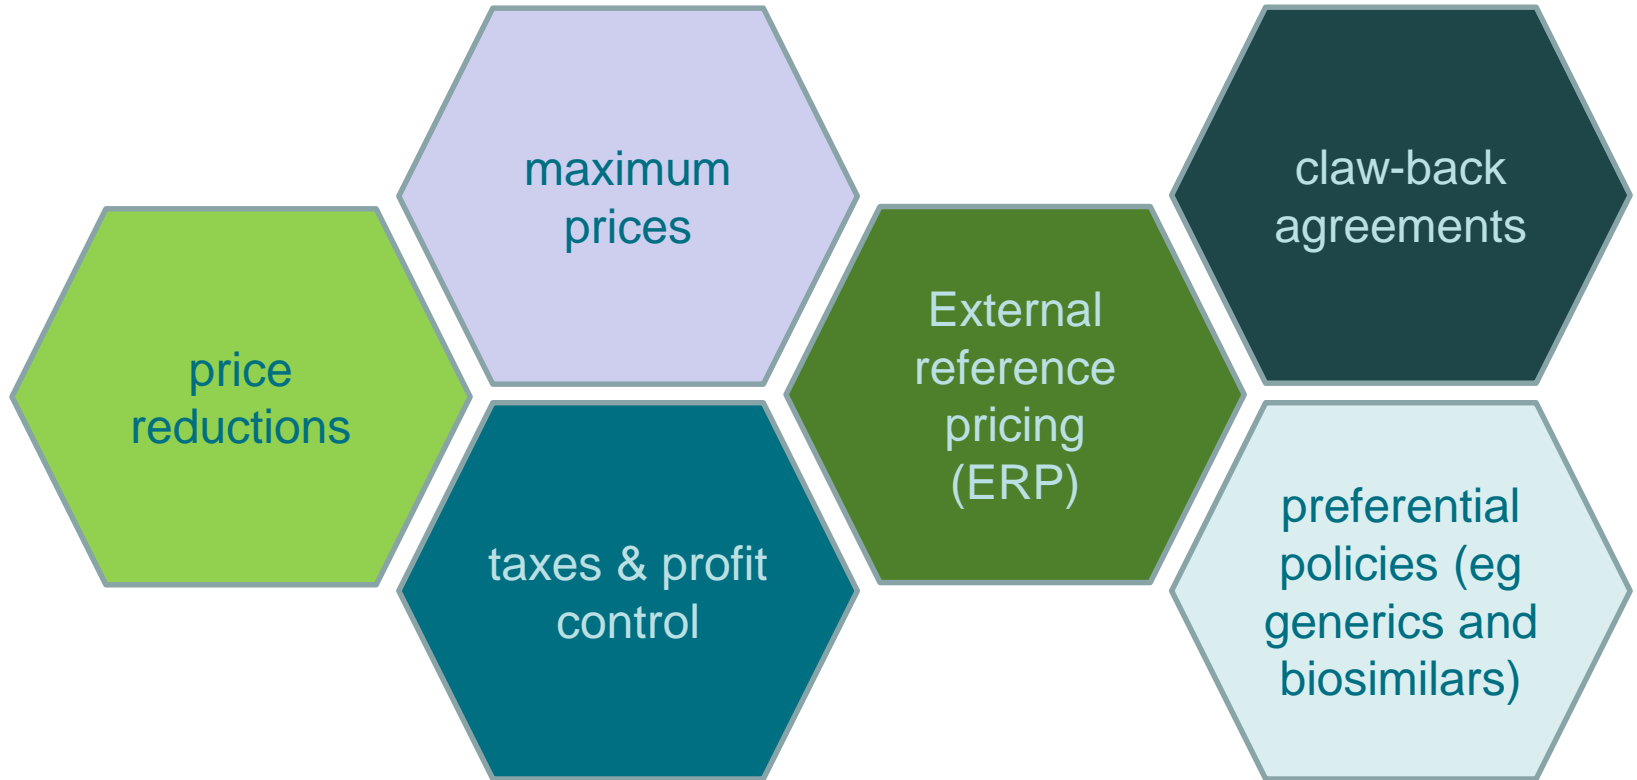 price
reductions
maximum
prices
taxes & profit
control
External
reference
pricing
(ERP)
claw-back
agreements
preferential
policies (eg
generics and
biosimilars)